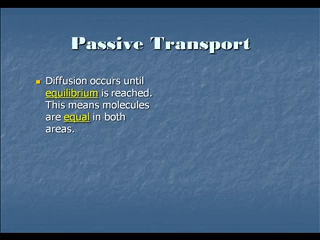 Passive Transport
Diffusion occurs until
equilibrium is reached.
This means molecules
are equal in both
areas.